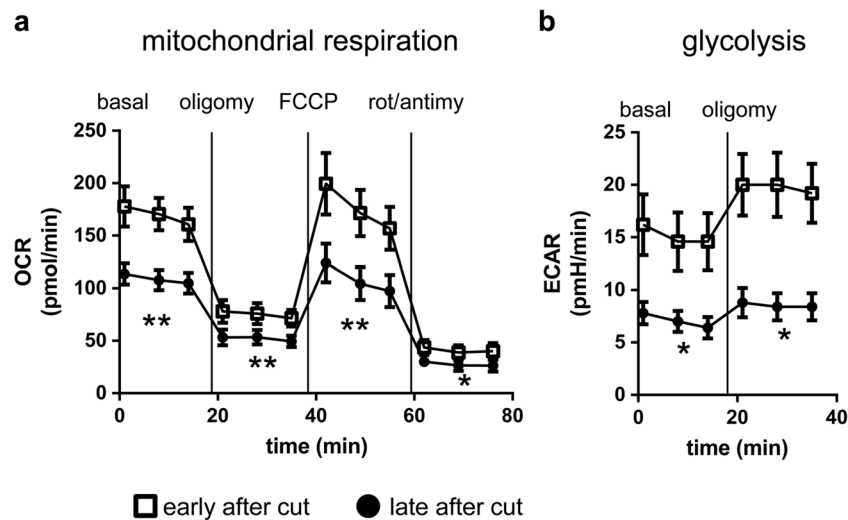 a
mitochondrial respiration
basal oligomy FCCP rot/antimy
250
200
150
100
50
0
OCR
(pmol/min)
**
**
**
*
0 20 40 60 80
time (min)
b
glycolysis
basal oligomy
25
20
15
10
5
0
ECAR
(pmH/min)
*
*
0 20 40
time (min)
early after cut
late after cut